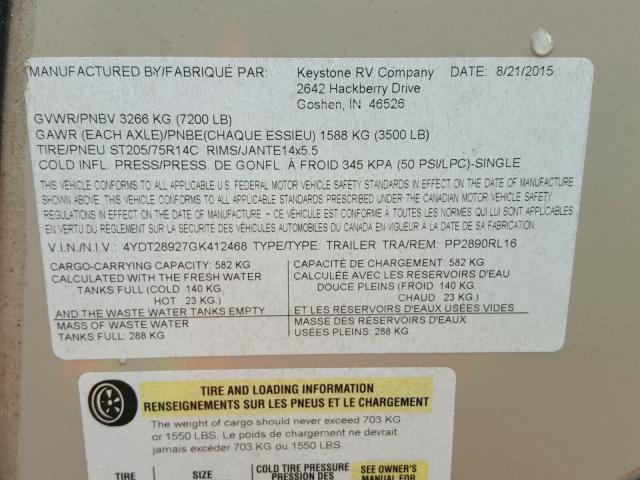 MANUFACTURED BY/FABRIQUÉ PAR: Keystone RV Company DATE: 8/21/2015
2642 Hackberry Drive
Goshen, IN 46526
GVWR/PNBV 3266 KG (7200 LB)
GAWR (EACH AXLE)/PNBE(CHAQUE ESSIEU) 1588 KG (3500 LB)
TIRE/PNEU ST205/75R14C RIMS/JANTE14x5.5
COLD INFL. PRESS/PRESS. DE GONFL. À FROID 345 KPA (50 PSI/LPC)-SINGLE
THIS VEHICLE CONFORMS TO ALL APPLICABLE U.S. FEDERAL MOTOR VEHICLE SAFETY STANDARDS IN EFFECT ON THE DATE OF MANUFACTURE
SHOWN ABOVE. THIS VEHICLE CONFORMS TO ALL APPLICABLE STANDARDS PRESCRIBED UNDER THE CANADIAN MOTOR VEHICLE SAFETY
REGULATIONS IN EFFECT ON THE DATE OF MANUFACTURE ~ CE VÉHICULE EST CONFORME À TOUTES LES NORMES QUI LUI SONT APPLICABLES
EN VERTU DU RÈGLEMENT SUR LA SÉCURITÉ DES VÉHICULES AUTOMOBILES DU CANADA EN VIGUEUR À LA DATE DE SA FABRICATION.
V.I.N./N.I.V.: 4YDT28927GK412468 TYPE/TYPE: TRAILER TRA/REM: PP2890RL16
CARGO-CARRYING CAPACITY: 582 KG
CALCULATED WITH THE FRESH WATER
TANKS FULL (COLD 140 KG.
HOT 23 KG.)
AND THE WASTE WATER TANKS EMPTY
MASS OF WASTE WATER
TANKS FULL: 288 KG
CAPACITÉ DE CHARGEMENT: 582 KG
CALCULÉE AVEC LES RÉSERVOIRS D'EAU
DOUCE PLEINS (FROID 140 KG.
CHAUD 23 KG.)
ET LES RÉSERVOIRS D'EAUX USÉES VIDES
MASSE DES RÉSERVOIRS D'EAUX
USÉES PLEINS: 288 KG
TIRE AND LOADING INFORMATION
RENSEIGNEMENTS SUR LES PNEUS ET LE CHARGEMENT
The weight of cargo should never exceed 703 KG
or 1550 LBS. Le poids de chargement ne devrait
jamais excéder 703 KG ou 1550 LBS.
TIRE SIZE COLD TIRE PRESSURE SEE OWNER'S
PRESSION DES MANUAL FOR